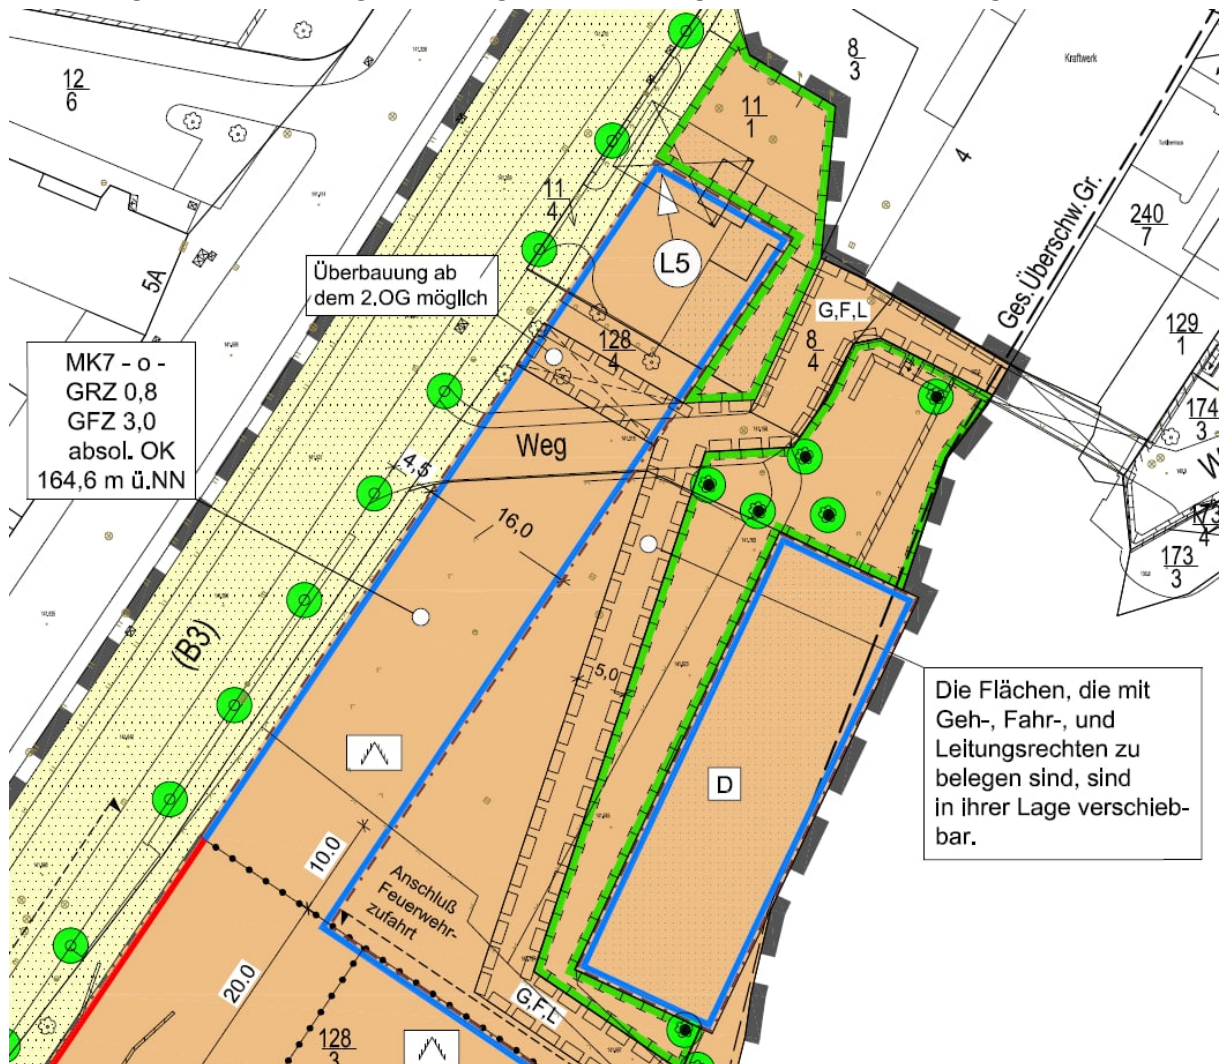 12
6
8
3
Kraftwerk
11
1
4
11
4
Ges.Überschw.Gr.
240
7
L5
5A
Überbauung ab
dem 2.OG möglich
G,F,L
128
4
8
4
129
1
MK7 - o -
GRZ 0,8
GFZ 3,0
absol. OK
164,6 m ü.NN
174
3
Weg
4,5
16,0
173
3
(B3)
5,0
Die Flächen, die mit
Geh-, Fahr-, und
Leitungsrechten zu
belegen sind, sind
in ihrer Lage verschieb-
bar.
D
10.0
Anschluß
Feuerwehr-
zufahrt
20.0
G,F,L
128
3